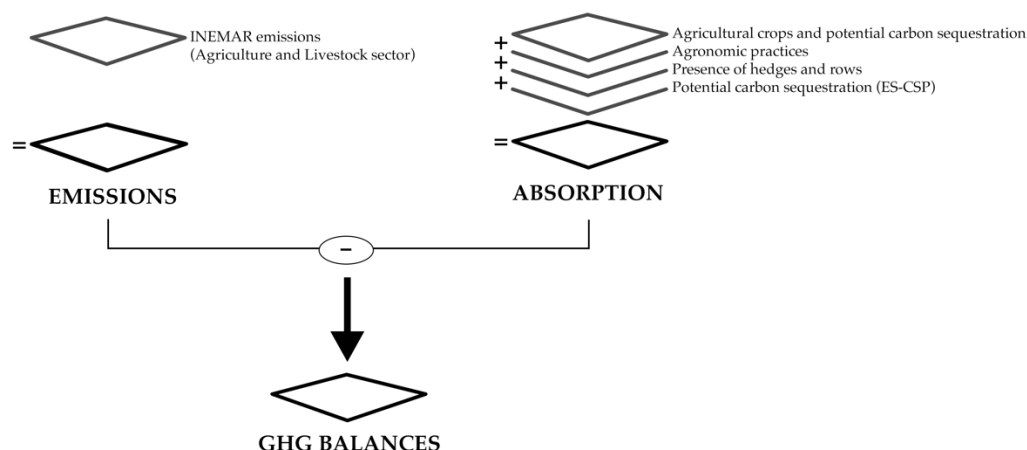 INEMAR emissions
(Agriculture and Livestock sector)
=
EMISSIONS
+
+
+
Agricultural crops and potential carbon sequestration
Agronomic practices
Presence of hedges and rows
Potential carbon sequestration (ES-CSP)
=
ABSORPTION
-
GHG BALANCES